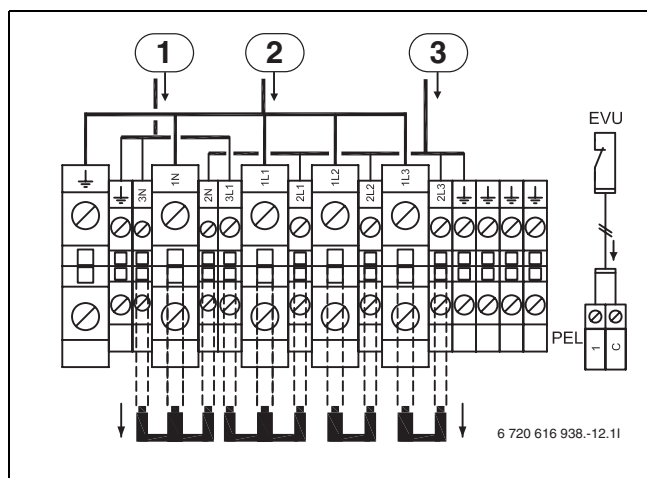 1
2
3
EVU
3N
1N
2N
3L1
1L1
2L1
1L2
2L2
1L3
2L3
PEL
1
C
6 720 616 938.-12.1I